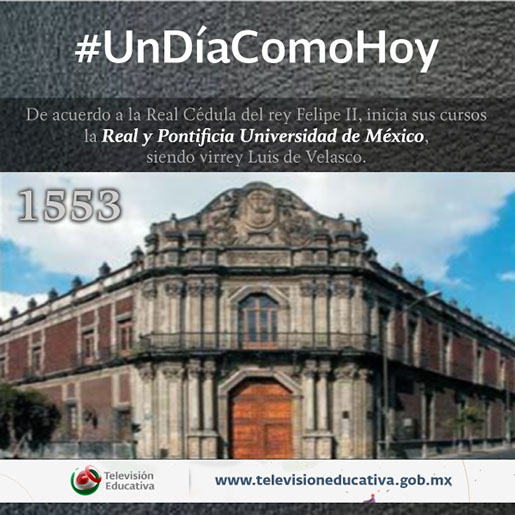 #UnDíaComoHoy
De acuerdo a la Real Cédula del rey Felipe II, inicia sus cursos
la Real y Pontificia Universidad de México,
siendo virrey Luis de Velasco.
1553
Televisión
Educativa
www.televisioneducativa.gob.mx